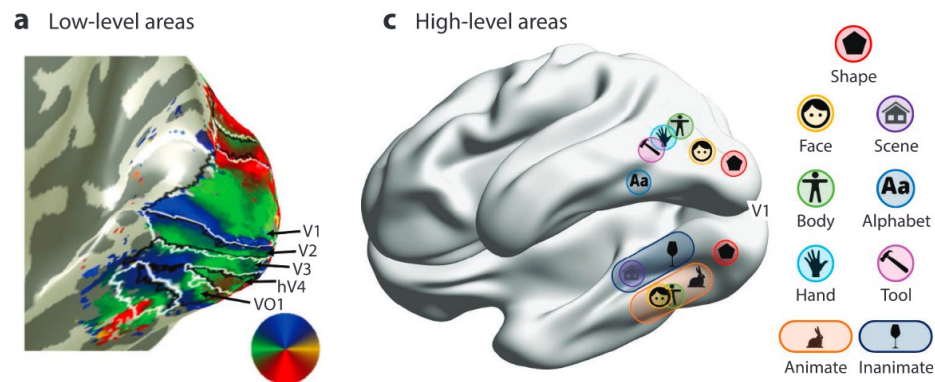 a Low-level areas
c High-level areas
V1
V2
V3
hV4
VO1
Aa
Aa
V1
Shape
Face Scene
Body Alphabet
Hand Tool
Animate Inanimate